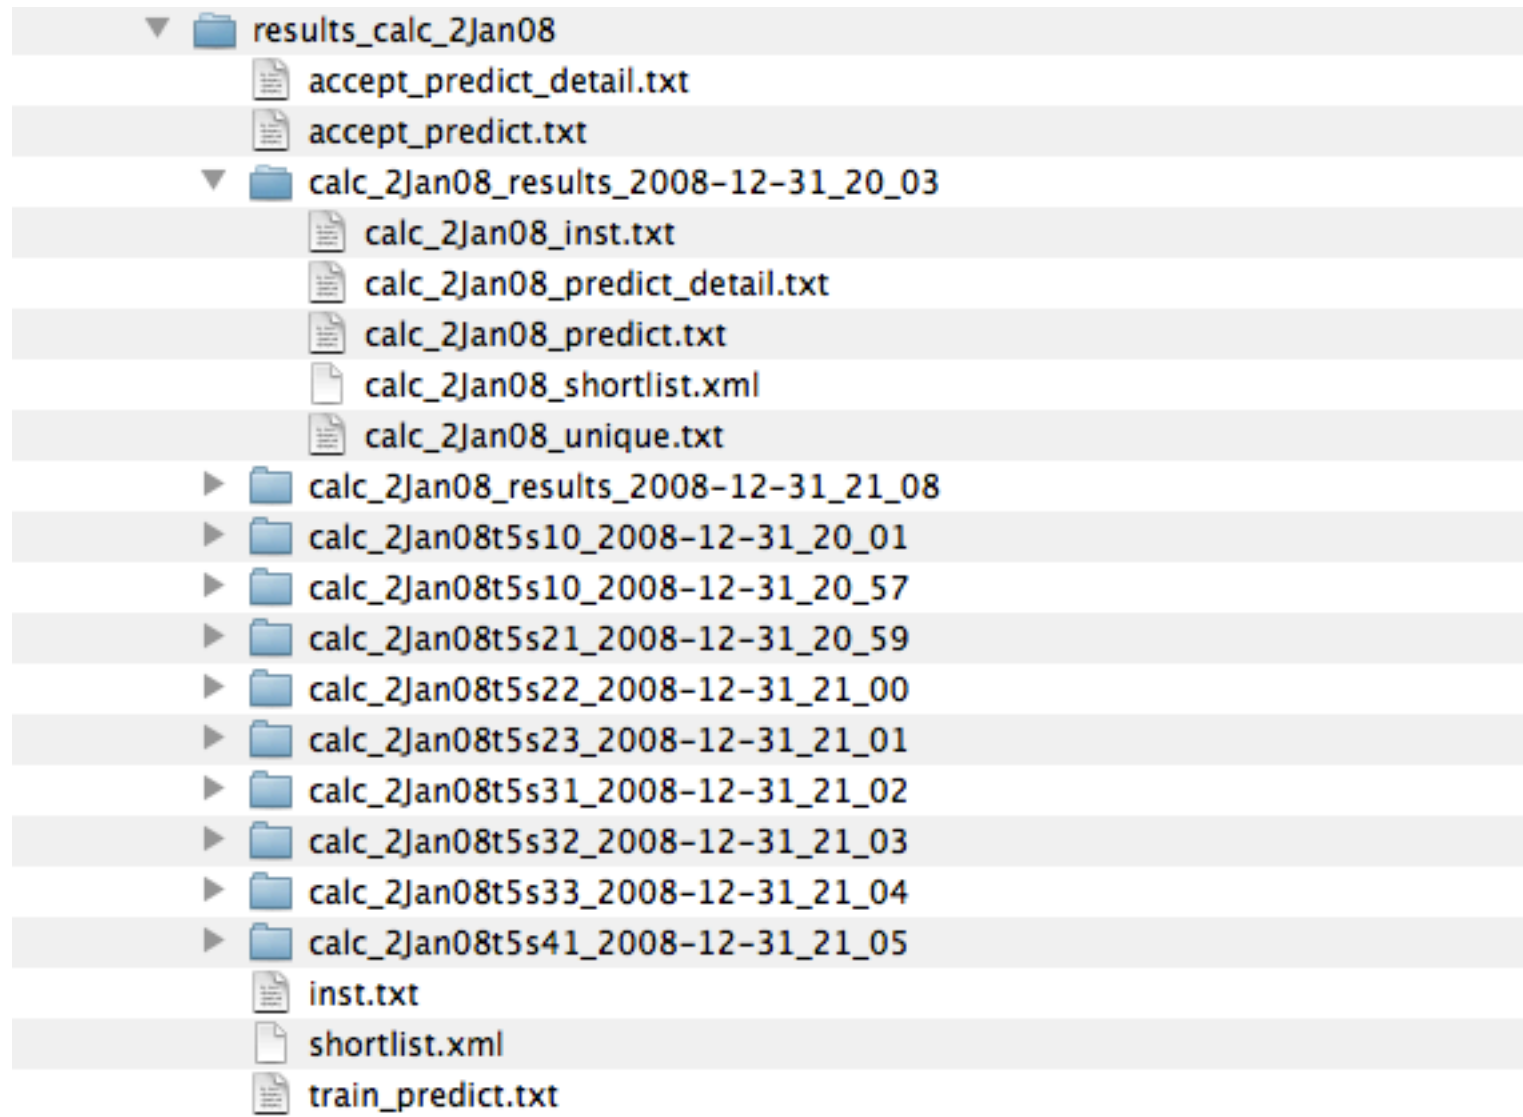 results_calc_2Jan08
accept_predict_detail.txt
accept_predict.txt
calc_2Jan08_results_2008-12-31_20_03
calc_2Jan08_inst.txt
calc_2Jan08_predict_detail.txt
calc_2Jan08_predict.txt
calc_2Jan08_shortlist.xml
calc_2Jan08_unique.txt
calc_2Jan08_results_2008-12-31_21_08
calc_2Jan08t5s10_2008-12-31_20_01
calc_2Jan08t5s10_2008-12-31_20_57
calc_2Jan08t5s21_2008-12-31_20_59
calc_2Jan08t5s22_2008-12-31_21_00
calc_2Jan08t5s23_2008-12-31_21_01
calc_2Jan08t5s31_2008-12-31_21_02
calc_2Jan08t5s32_2008-12-31_21_03
calc_2Jan08t5s33_2008-12-31_21_04
calc_2Jan08t5s41_2008-12-31_21_05
inst.txt
shortlist.xml
train_predict.txt